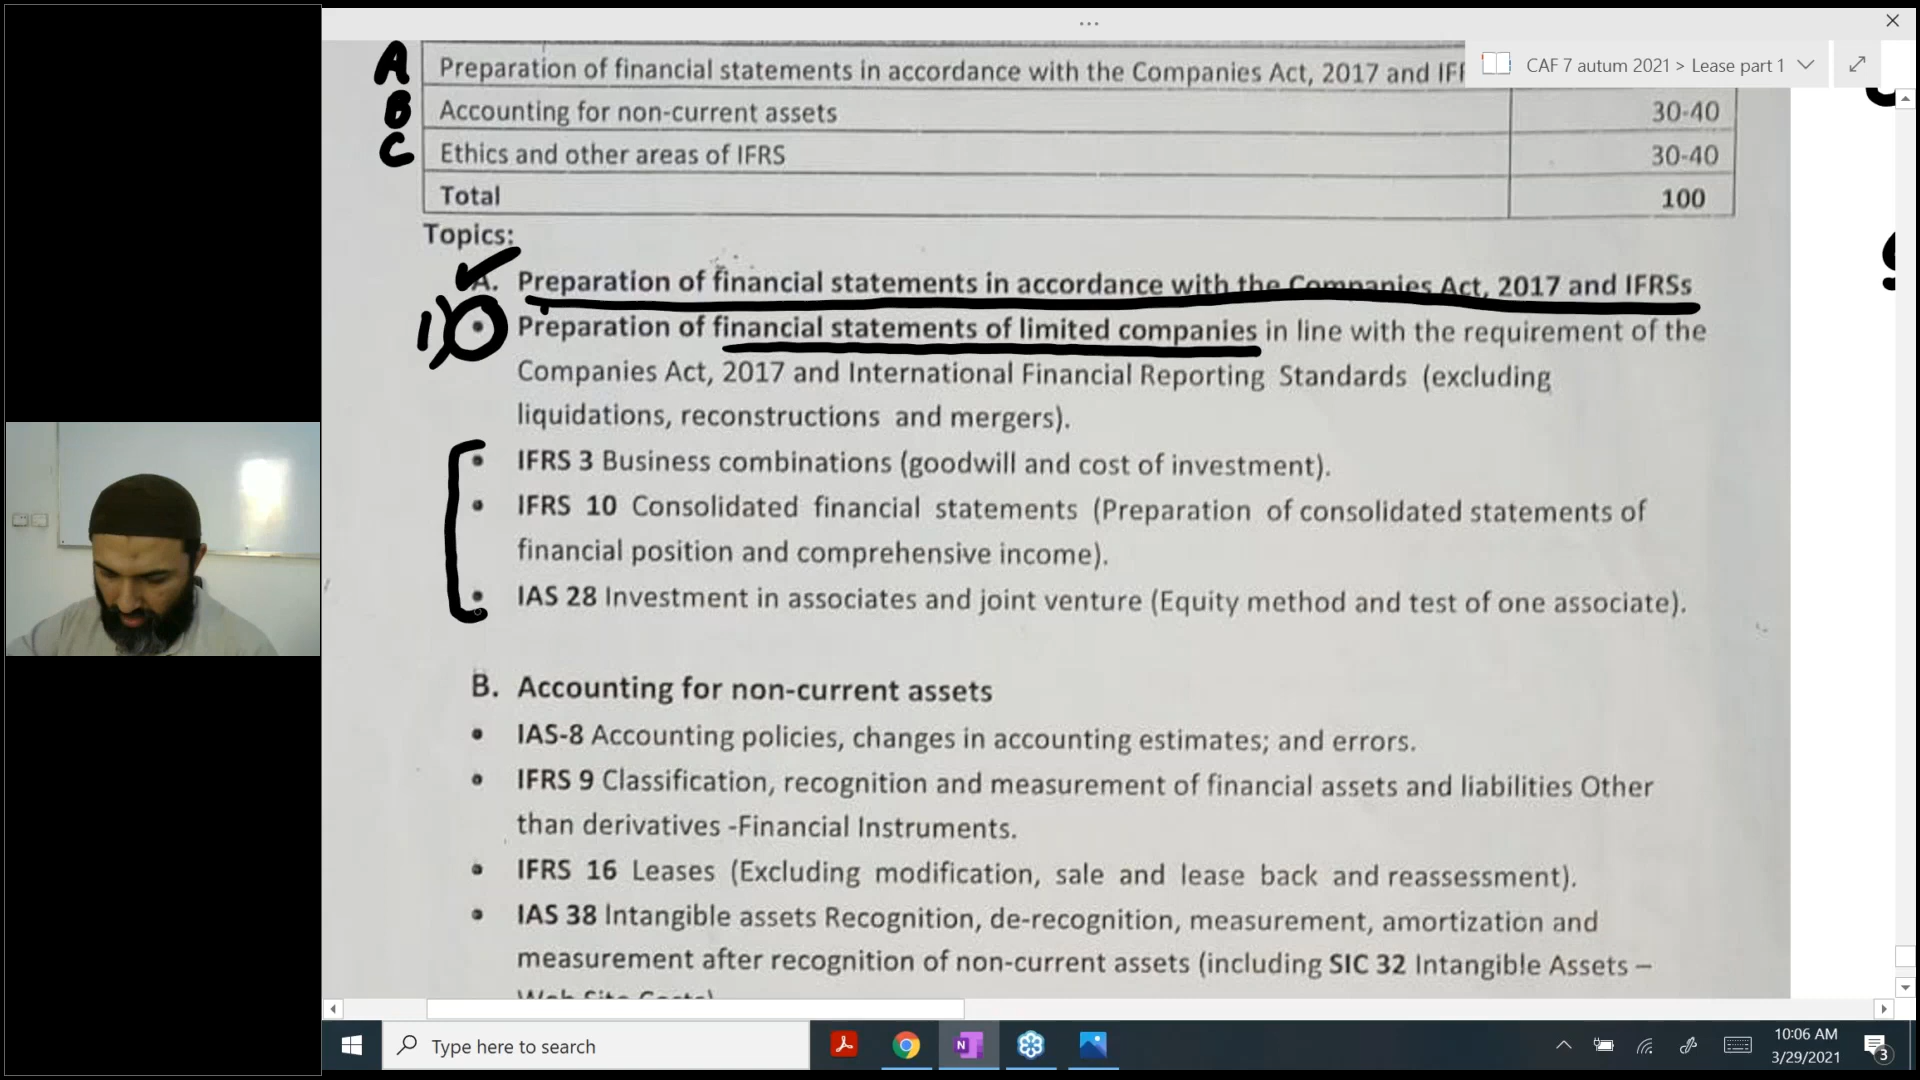 ...
CAF 7 autum 2021 > Lease part 1
A Preparation of financial statements in accordance with the Companies Act, 2017 and
B Accounting for non-current assets 30-40
C Ethics and other areas of IFRS 30-40
Total 100
Topics:
A. Preparation of financial statements in accordance with the Companies Act, 2017 and IFRSs
1) • Preparation of financial statements of limited companies in line with the requirement of the
Companies Act, 2017 and International Financial Reporting Standards (excluding
liquidations, reconstructions and mergers).
• IFRS 3 Business combinations (goodwill and cost of investment).
• IFRS 10 Consolidated financial statements (Preparation of consolidated statements of
financial position and comprehensive income).
• IAS 28 Investment in associates and joint venture (Equity method and test of one associate).
B. Accounting for non-current assets
• IAS-8 Accounting policies, changes in accounting estimates; and errors.
• IFRS 9 Classification, recognition and measurement of financial assets and liabilities Other
than derivatives -Financial Instruments.
• IFRS 16 Leases (Excluding modification, sale and lease back and reassessment).
• IAS 38 Intangible assets Recognition, de-recognition, measurement, amortization and
measurement after recognition of non-current assets (including SIC 32 Intangible Assets –
Type here to search
10:06 AM
3/29/2021
3